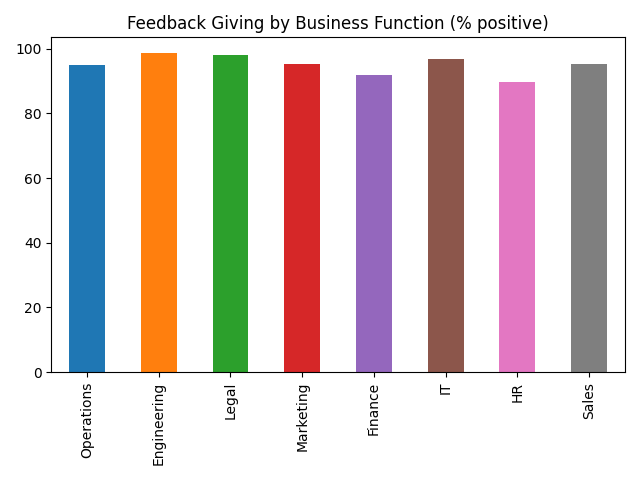 Feedback Giving by Business Function (% positive)
100
80
60
40
20
0
Operations
Engineering
Legal
Marketing
Finance
IT
HR
Sales